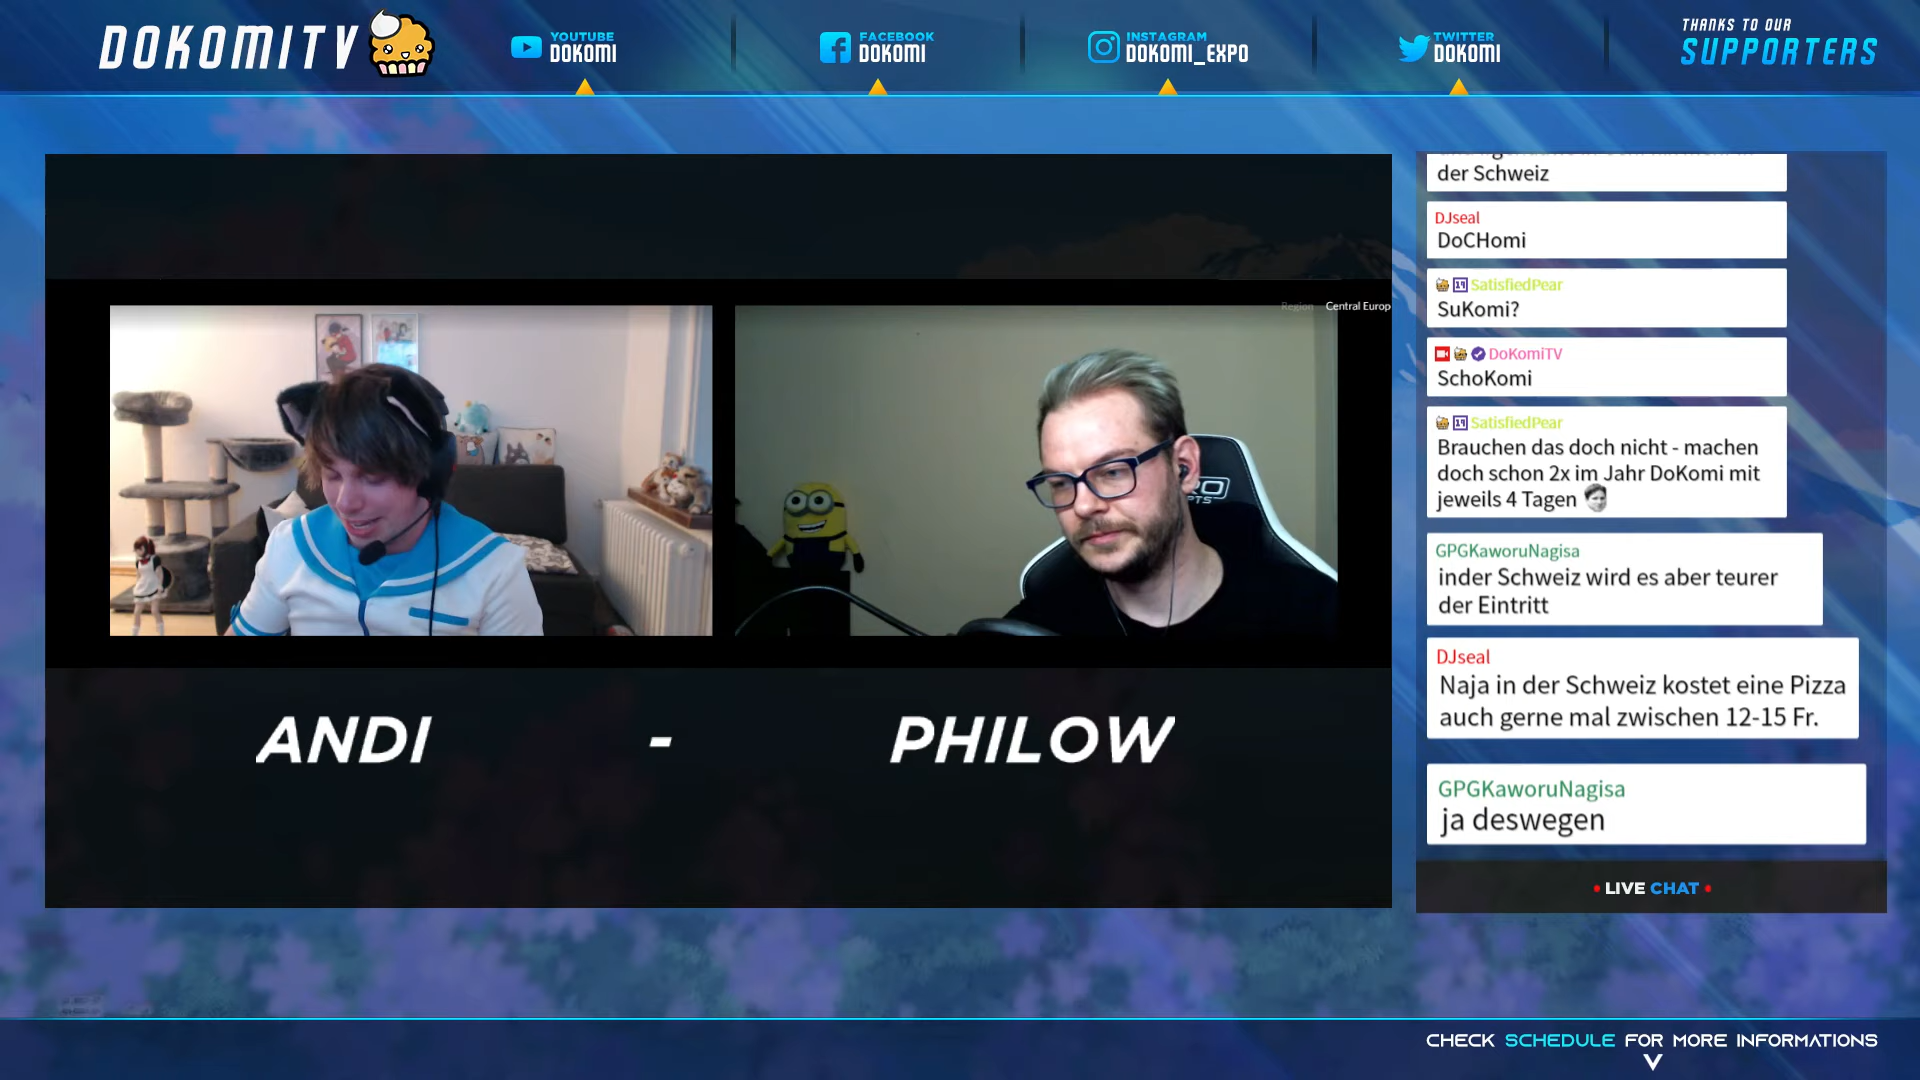 DOKOMITV
YOUTUBE
DOKOMI
FACEBOOK
DOKOMI
INSTAGRAM
DOKOMI_EXPO
TWITTER
DOKOMI
THANKS TO OUR
SUPPORTERS
Region Central Europ
ANDI - PHILOW
der Schweiz
DJseal
DoCHomi
SatisfiedPear
SuKomi?
DoKomiTV
SchoKomi
SatisfiedPear
Brauchen das doch nicht - machen
doch schon 2x im Jahr DoKomi mit
jeweils 4 Tagen
GPGKaworuNagisa
inder Schweiz wird es aber teurer
der Eintritt
DJseal
Naja in der Schweiz kostet eine Pizza
auch gerne mal zwischen 12-15 Fr.
GPGKaworuNagisa
ja deswegen
• LIVE CHAT •
CHECK SCHEDULE FOR MORE INFORMATIONS